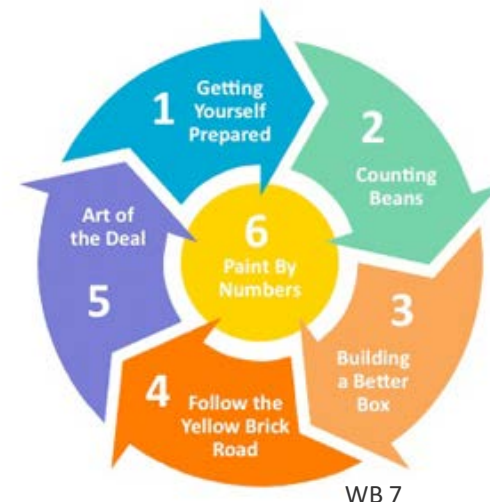 1
Getting
Yourself
Prepared
2
Counting
Beans
3
Building
a Better
Box
4
Follow the
Yellow Brick
Road
Art of
the Deal
5
6
Paint By
Numbers
WB 7